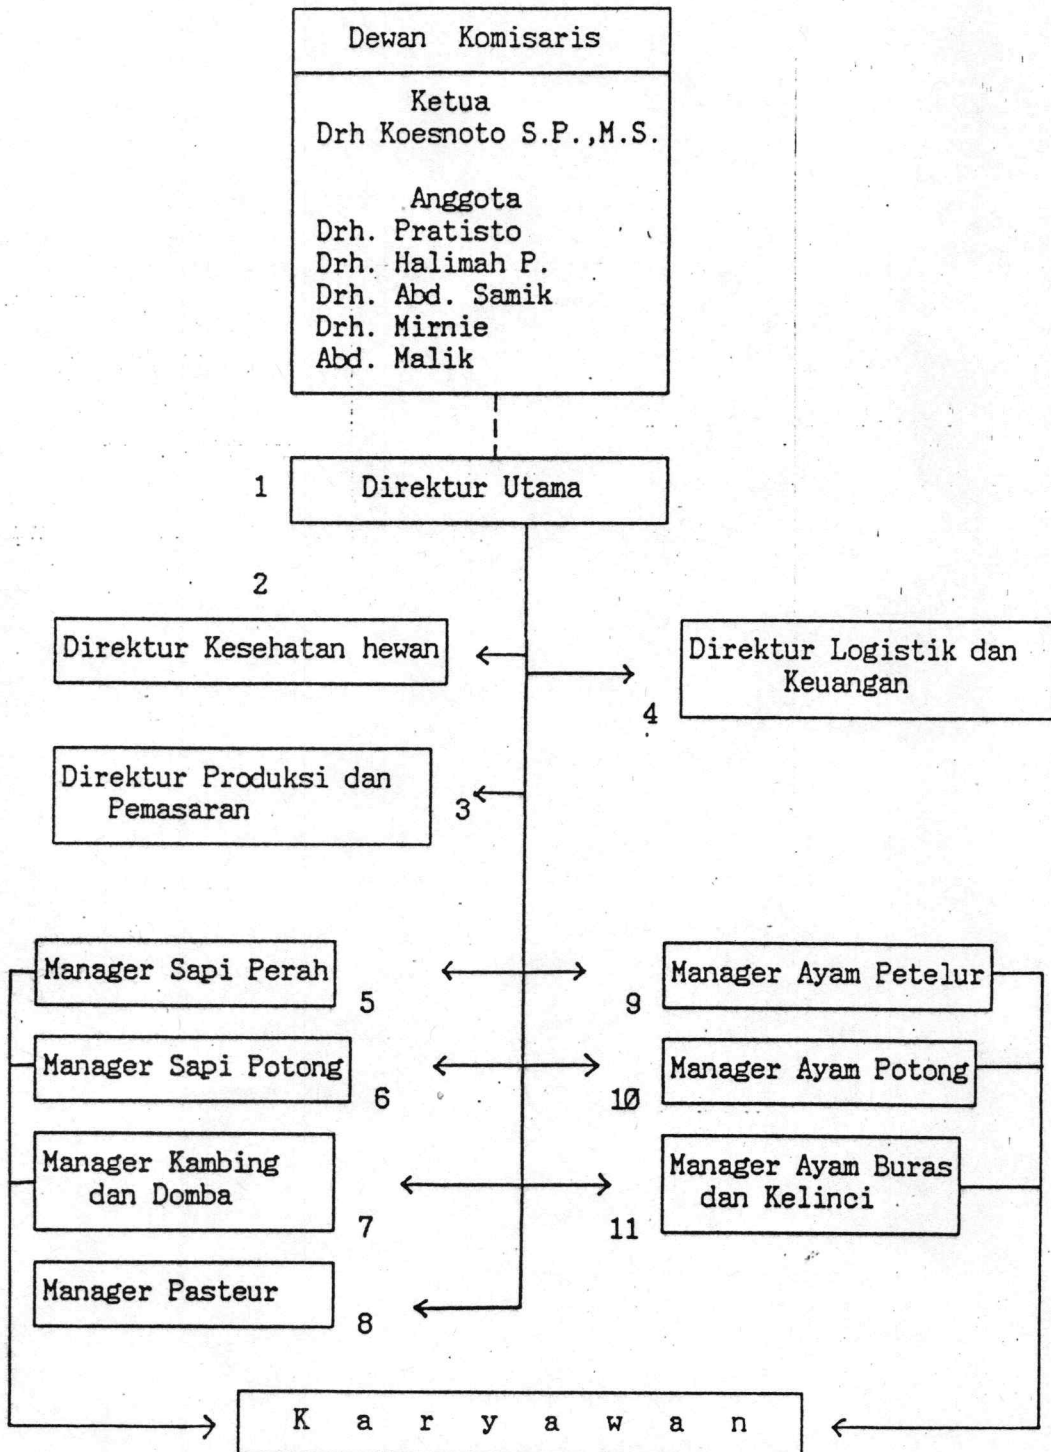 Dewan Komisaris
Ketua
Drh Koesnoto S.P.,M.S.
Anggota
Drh. Pratisto
Drh. Halimah P.
Drh. Abd. Samik
Drh. Mirnie
Abd. Malik
1
Direktur Utama
2
Direktur Kesehatan hewan
Direktur Logistik dan
Keuangan
4
Direktur Produksi dan
Pemasaran
3
Manager Sapi Perah
5
9
Manager Ayam Petelur
Manager Sapi Potong
6
10
Manager Ayam Potong
Manager Kambing
dan Domba
7
11
Manager Ayam Buras
dan Kelinci
Manager Pasteur
8
K a r y a w a n